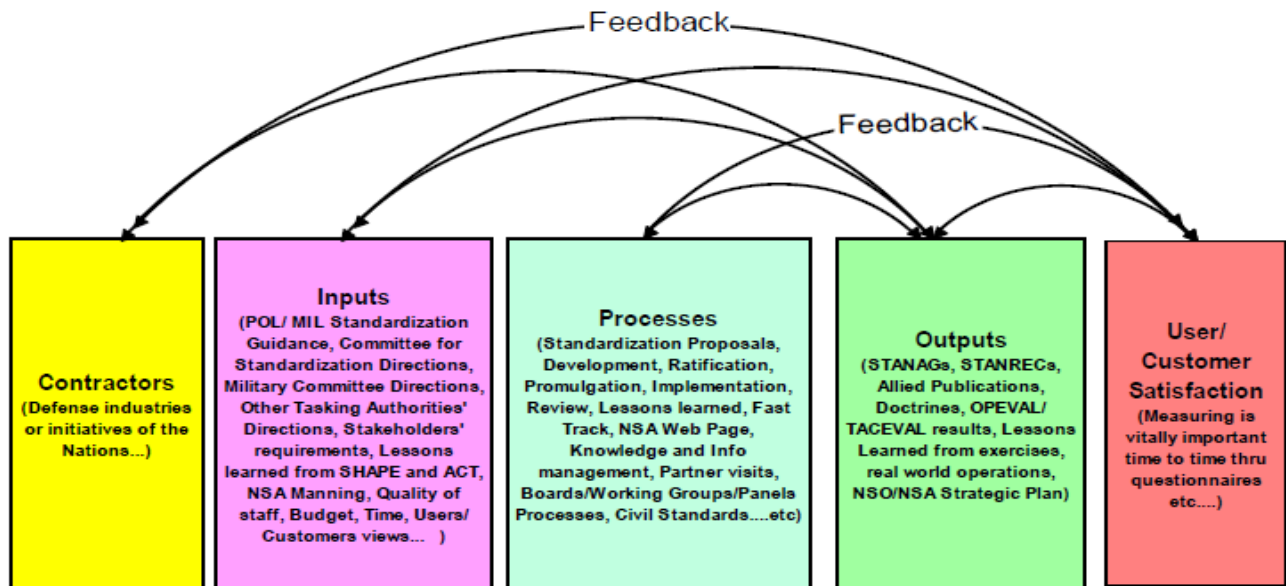 Feedback
Feedback
Contractors
(Defense industries
or initiatives of the
Nations...)
Inputs
(POL/ MIL Standardization
Guidance, Committee for
Standardization Directions,
Military Committee Directions,
Other Tasking Authorities'
Directions, Stakeholders'
requirements, Lessons
learned from SHAPE and ACT,
NSA Manning, Quality of
staff, Budget, Time, Users/
Customers views... )
Processes
(Standardization Proposals,
Development, Ratification,
Promulgation, Implementation,
Review, Lessons learned, Fast
Track, NSA Web Page,
Knowledge and Info
management, Partner visits,
Boards/Working Groups/Panels
Processes, Civil Standards....etc)
Outputs
(STANAGs, STANRECs,
Allied Publications,
Doctrines, OPEVAL/
TACEVAL results, Lessons
Learned from exercises,
real world operations,
NSO/NSA Strategic Plan)
User/
Customer
Satisfaction
(Measuring is
vitally important
time to time thru
questionnaires
etc....)